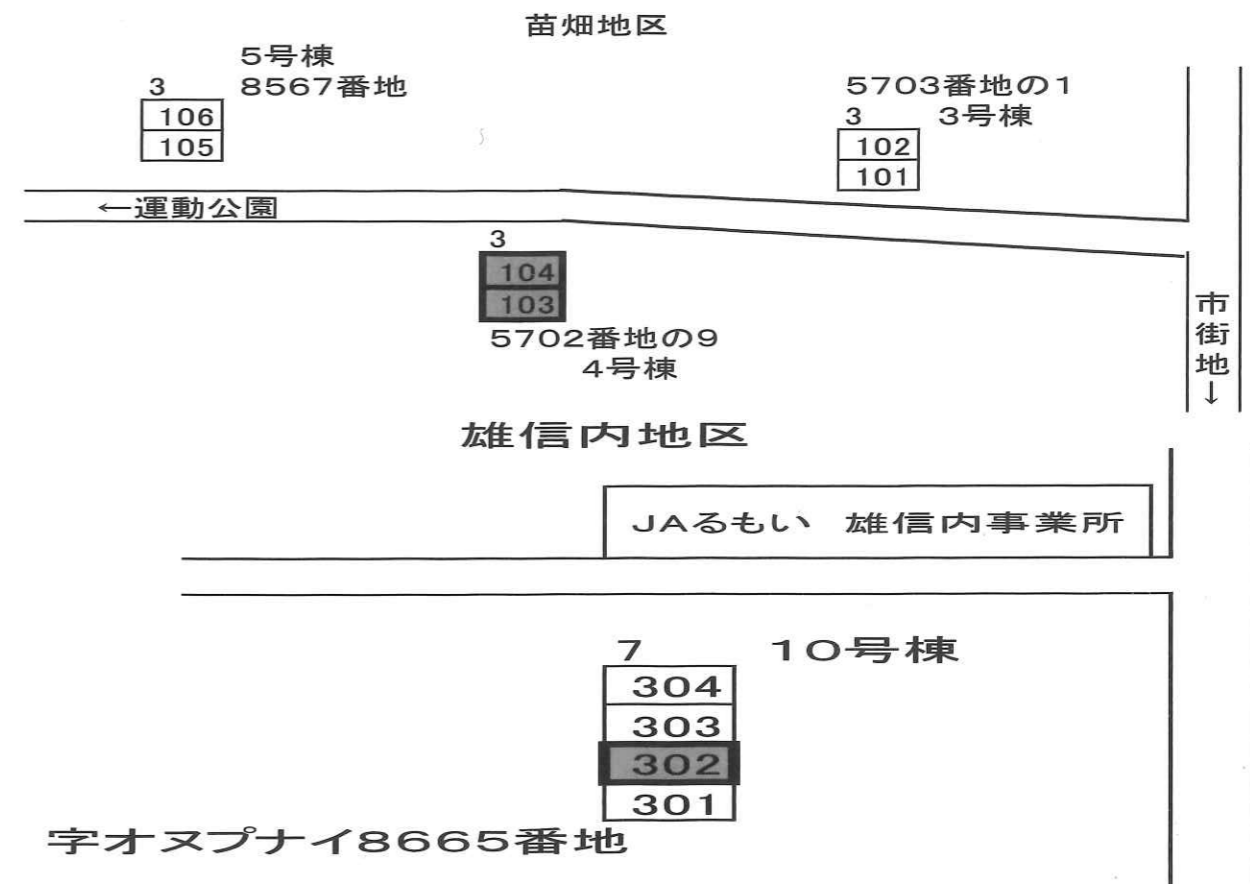 苗畑地区
5号棟
3 8567番地
106
105
5703番地の1
3 3号棟
102
101
←運動公園
3
104
103
5702番地の9
4号棟
市街地↓
雄信内地区
JAるもい 雄信内事業所
7 10号棟
304
303
302
301
字オヌプナイ8665番地